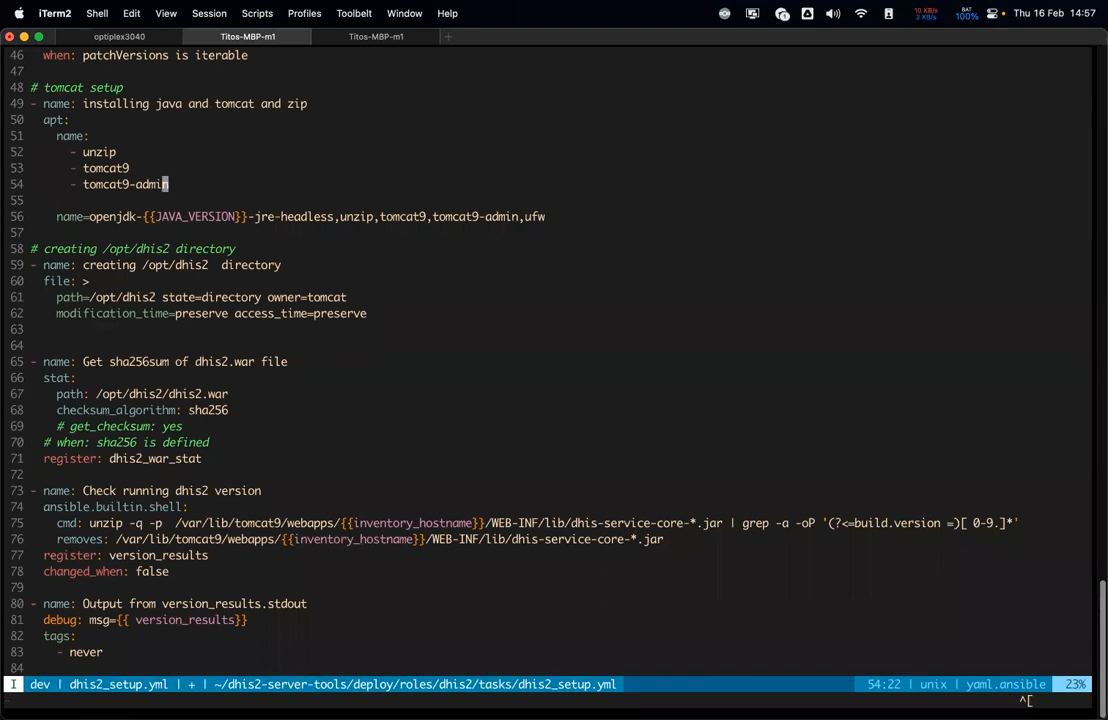 iTerm2 Shell Edit View Session Scripts Profiles Toolbelt Window Help 10 KB/s 2 KB/s BAT 100% Thu 16 Feb 14:57
optiplex3040 Titos-MBP-m1 Titos-MBP-m1 +
46 when: patchVersions is iterable
47
48 # tomcat setup
49 - name: installing java and tomcat and zip
50 apt:
51 name:
52 - unzip
53 - tomcat9
54 - tomcat9-admin
55
56 name=openjdk-{{JAVA_VERSION}}-jre-headless,unzip,tomcat9,tomcat9-admin,ufw
57
58 # creating /opt/dhis2 directory
59 - name: creating /opt/dhis2  directory
60 file: >
61 path=/opt/dhis2 state=directory owner=tomcat
62 modification_time=preserve access_time=preserve
63
64
65 - name: Get sha256sum of dhis2.war file
66 stat:
67 path: /opt/dhis2/dhis2.war
68 checksum_algorithm: sha256
69 # get_checksum: yes
70 # when: sha256 is defined
71 register: dhis2_war_stat
72
73 - name: Check running dhis2 version
74 ansible.builtin.shell:
75 cmd: unzip -q -p  /var/lib/tomcat9/webapps/{{inventory_hostname}}/WEB-INF/lib/dhis-service-core-*.jar | grep -a -oP '(?<=build.version =)[ 0-9.]*'
76 removes: /var/lib/tomcat9/webapps/{{inventory_hostname}}/WEB-INF/lib/dhis-service-core-*.jar
77 register: version_results
78 changed_when: false
79
80 - name: Output from version_results.stdout
81 debug: msg={{ version_results}}
82 tags:
83 - never
84
I dev | dhis2_setup.yml | + | ~/dhis2-server-tools/deploy/roles/dhis2/tasks/dhis2_setup.yml 54:22 | unix | yaml.ansible 23%
^[